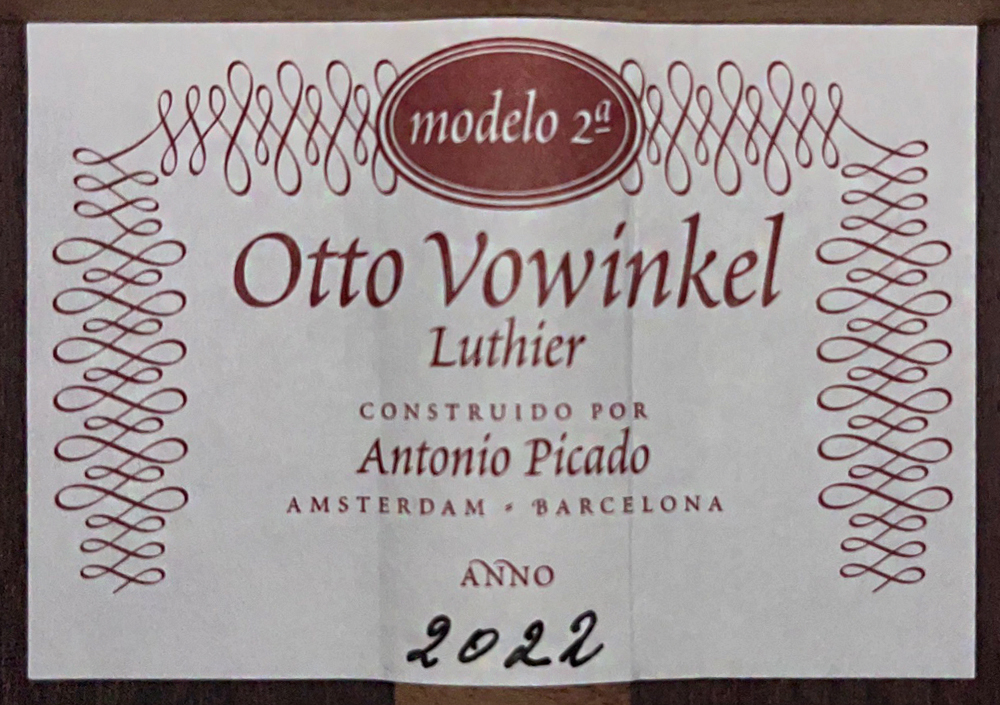 modelo 2ª
Otto Vowinkel
Luthier
CONSTRUIDO POR
Antonio Picado
AMSTERDAM - BARCELONA
ANNO
2022